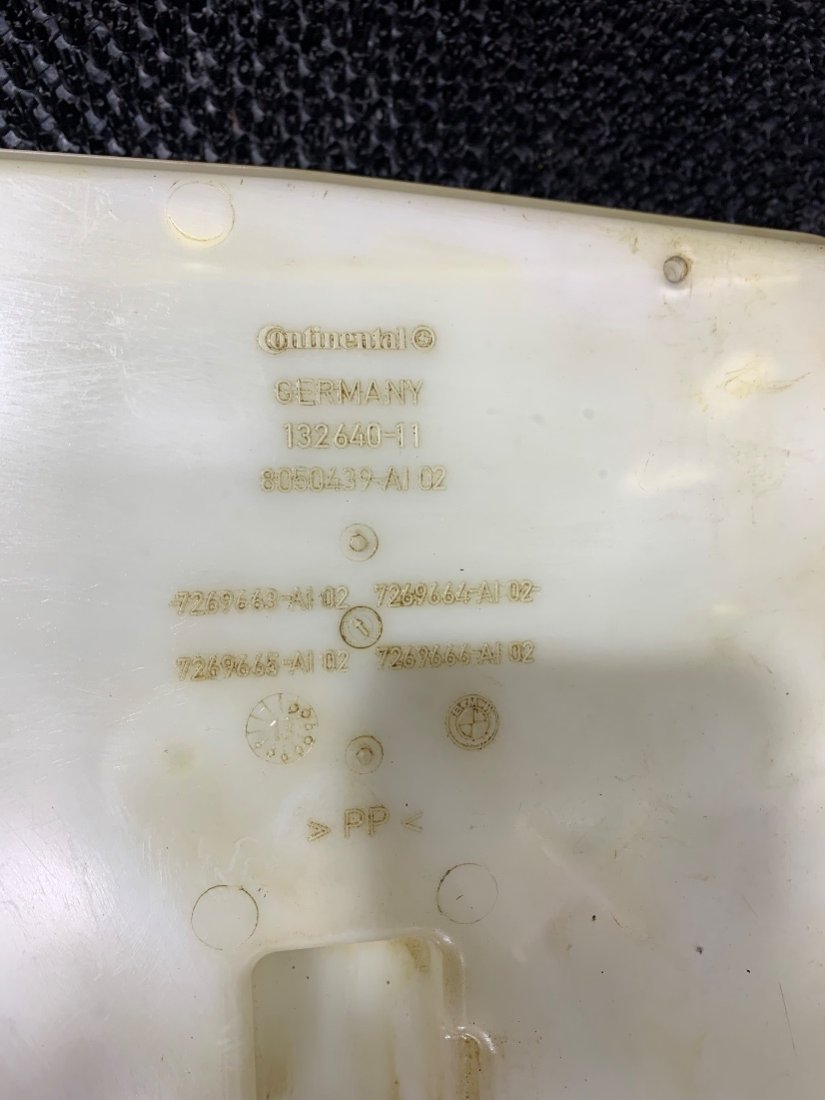 Continental
GERMANY
132640-11
8050439-AI 02
7269663-AI 02 7269664-AI 02
7269665-AI 02 7269666-AI 02
BMW
> PP <